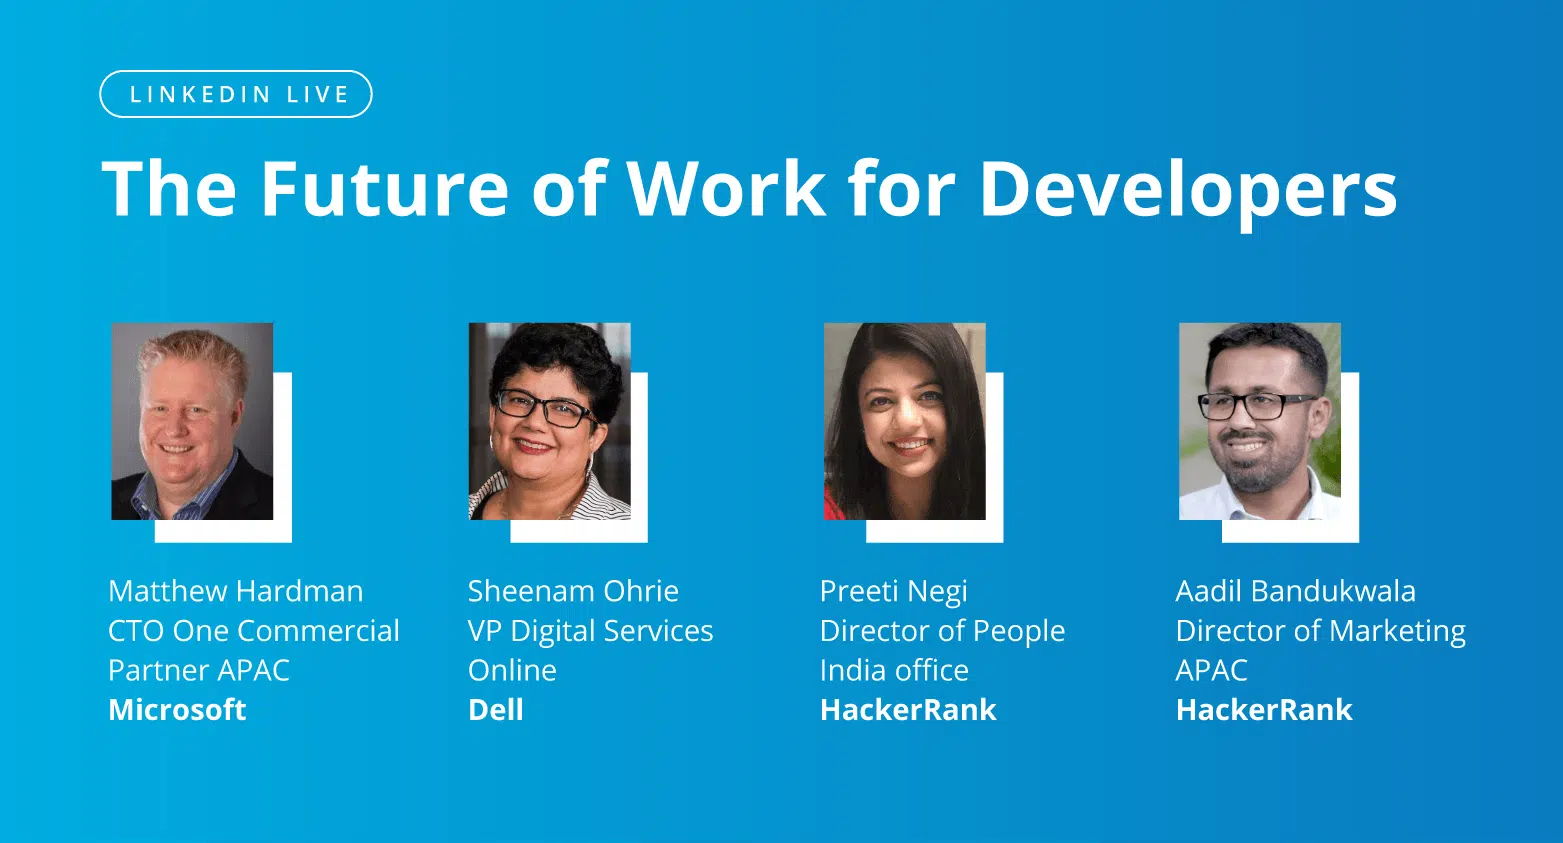 LINKEDIN LIVE
The Future of Work for Developers
Matthew Hardman
CTO One Commercial
Partner APAC
Microsoft
Sheenam Ohrie
VP Digital Services
Online
Dell
Preeti Negi
Director of People
India office
HackerRank
Aadil Bandukwala
Director of Marketing
APAC
HackerRank